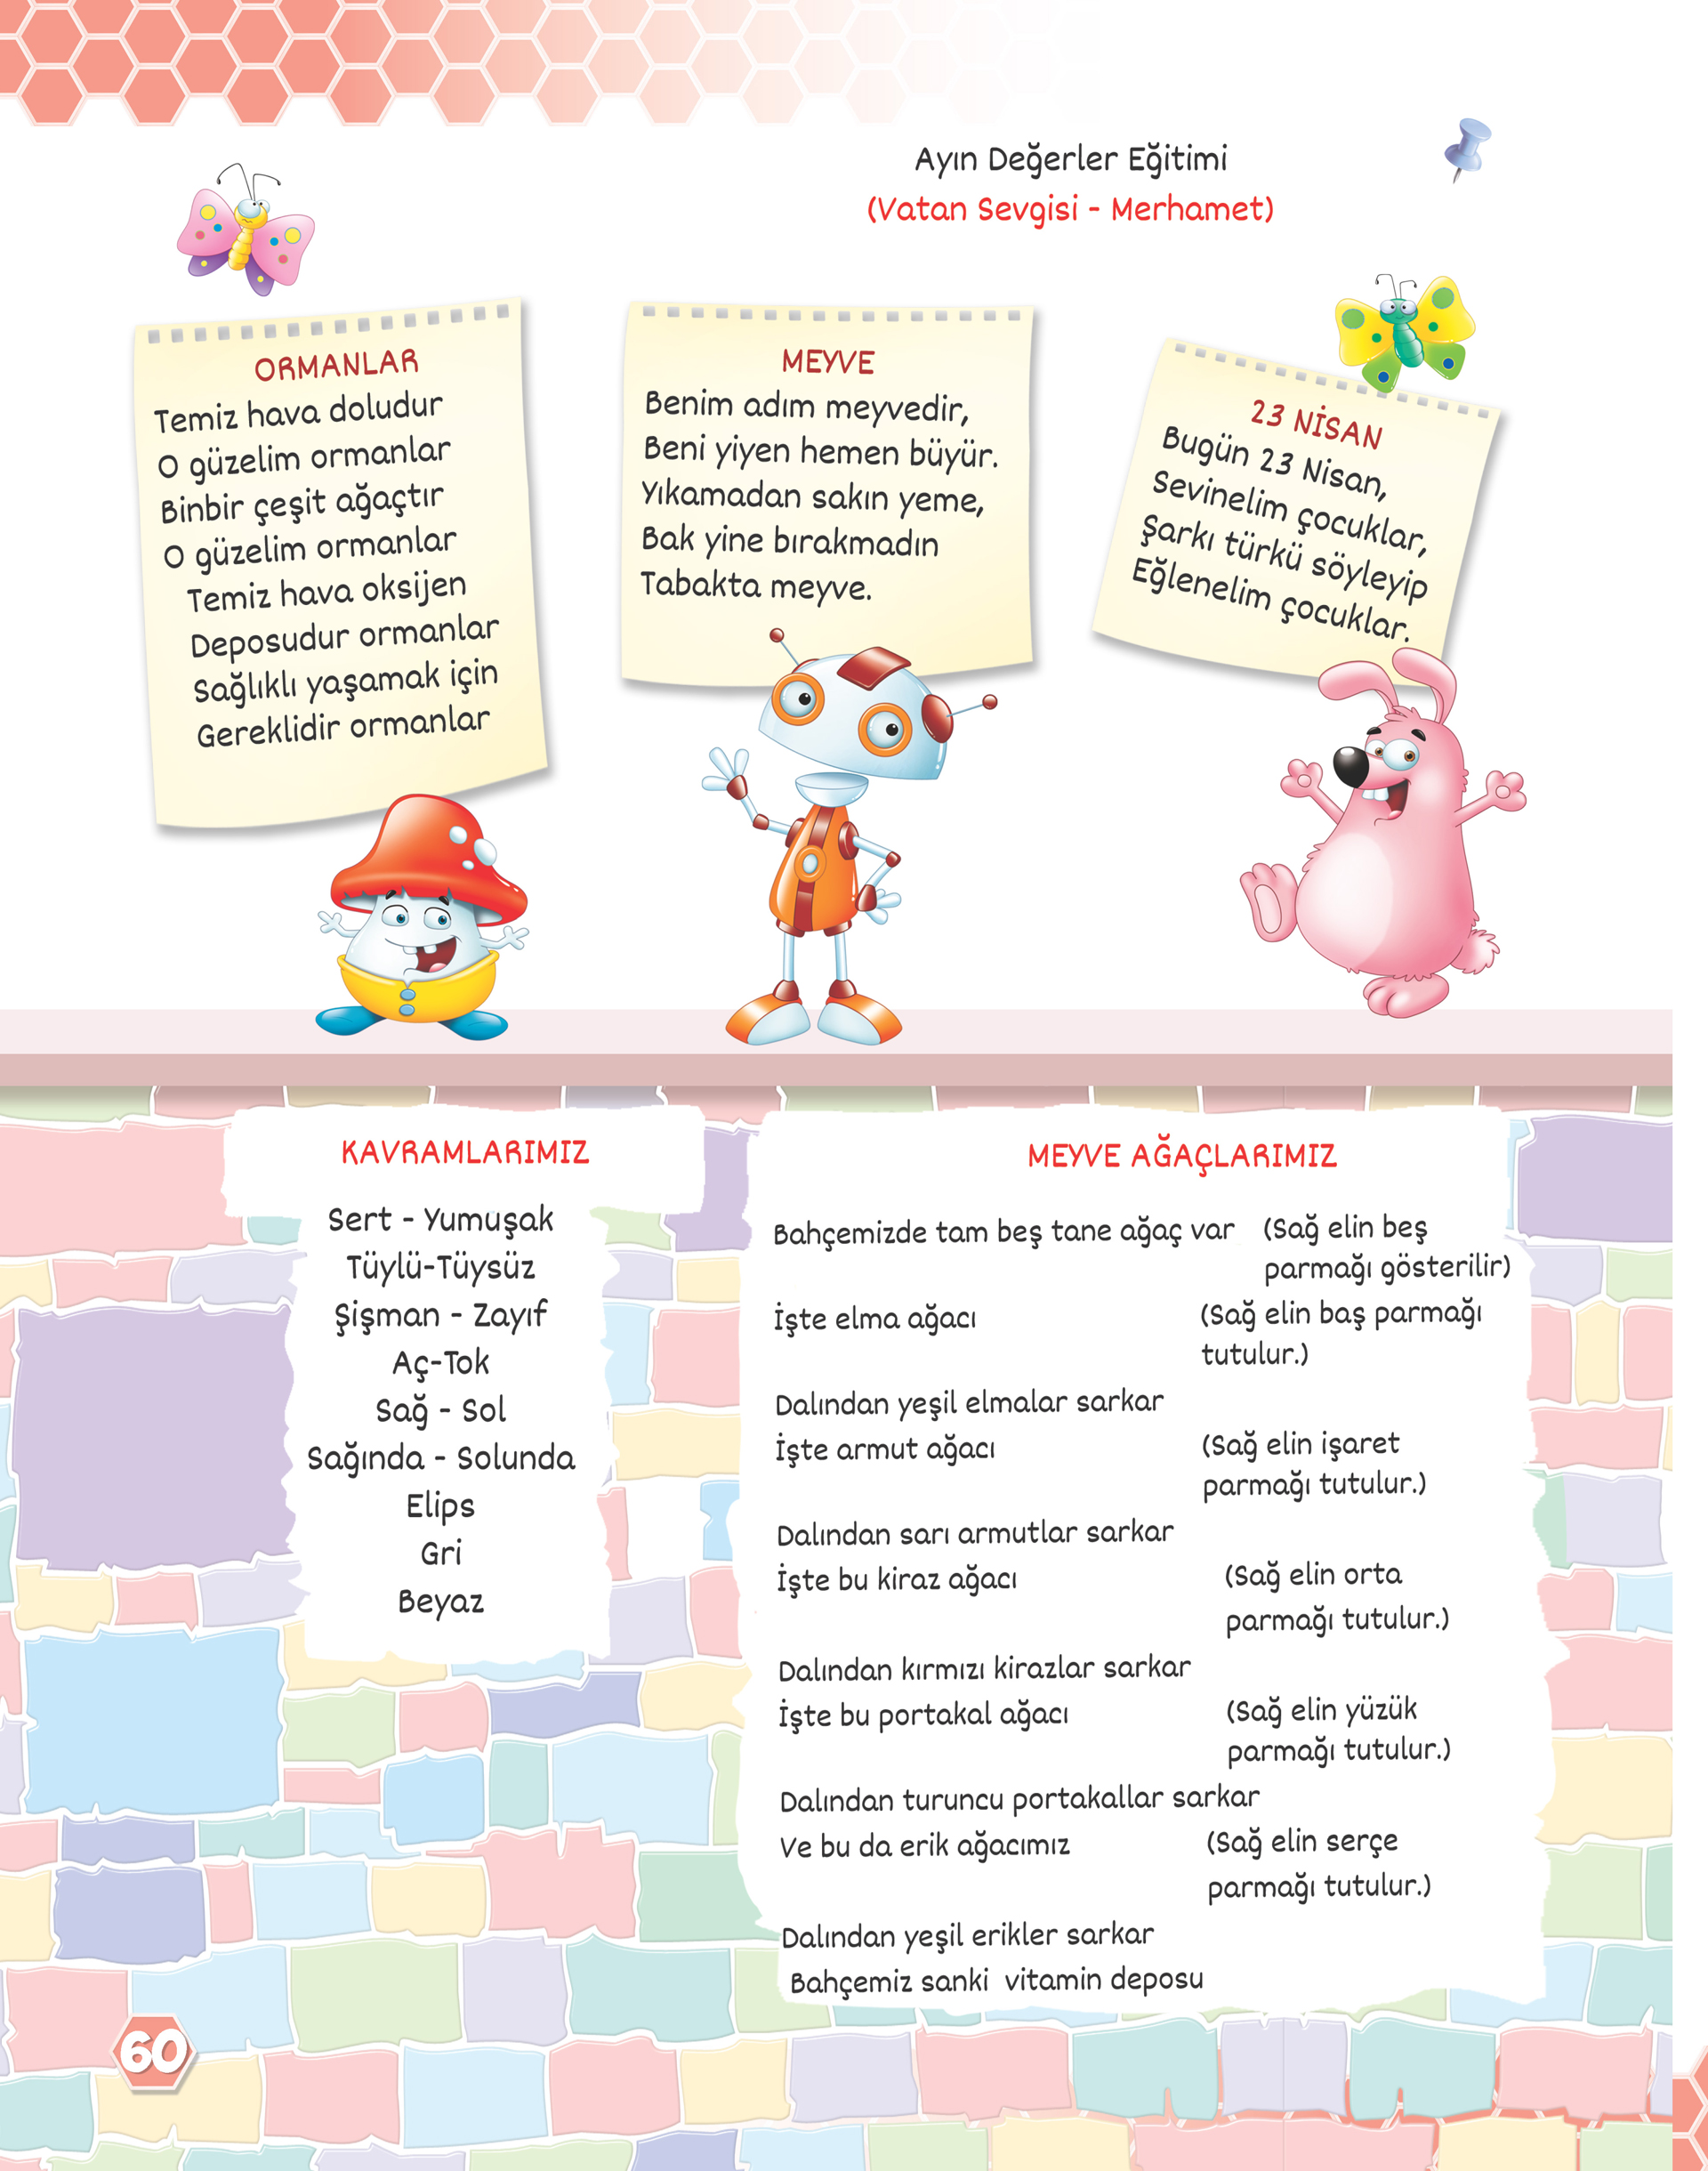 Ayın Değerler Eğitimi
(Vatan Sevgisi - Merhamet)
ORMANLAR
Temiz hava doludur
O güzelim ormanlar
Binbir çeşit ağaçtır
O güzelim ormanlar
Temiz hava oksijen
Deposudur ormanlar
Sağlıklı yaşamak için
Gereklidir ormanlar
MEYVE
Benim adım meyvedir,
Beni yiyen hemen büyür.
Yıkamadan sakın yeme,
Bak yine bırakmadın
Tabakta meyve.
23 NİSAN
Bugün 23 Nisan,
Sevinelim çocuklar,
Şarkı türkü söyleyip
Eğlenelim çocuklar.
KAVRAMLARIMIZ
Sert - Yumuşak
Tüylü-Tüysüz
Şişman - Zayıf
Aç-Tok
Sağ - Sol
Sağında - Solunda
Elips
Gri
Beyaz
MEYVE AĞAÇLARIMIZ
Bahçemizde tam beş tane ağaç var (Sağ elin beş
parmağı gösterilir)
İşte elma ağacı (Sağ elin baş parmağı
tutulur.)
Dalından yeşil elmalar sarkar
İşte armut ağacı (Sağ elin işaret
parmağı tutulur.)
Dalından sarı armutlar sarkar
İşte bu kiraz ağacı (Sağ elin orta
parmağı tutulur.)
Dalından kırmızı kirazlar sarkar
İşte bu portakal ağacı (Sağ elin yüzük
parmağı tutulur.)
Dalından turuncu portakallar sarkar
Ve bu da erik ağacımız (Sağ elin serçe
parmağı tutulur.)
Dalından yeşil erikler sarkar
Bahçemiz sanki vitamin deposu
60